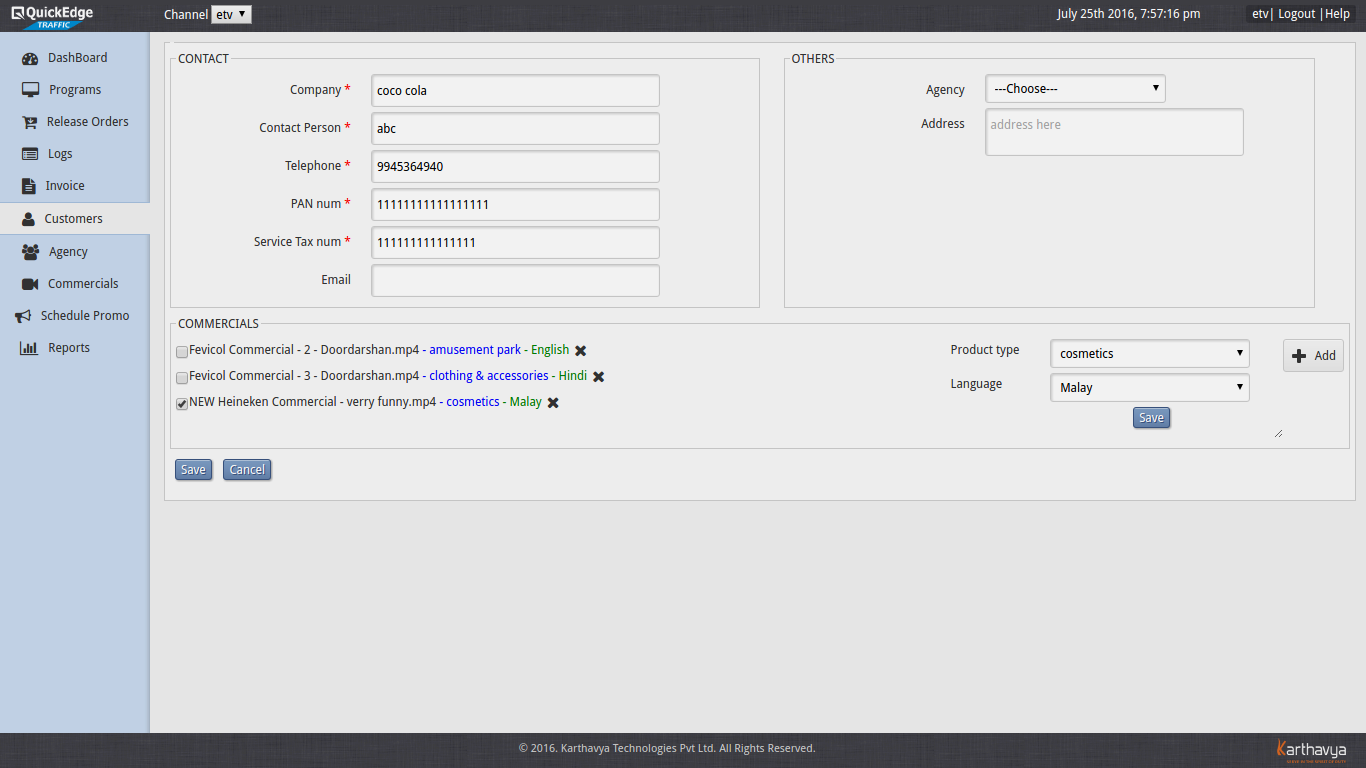 QuickEdge
TRAFFIC
Channel etv
July 25th 2016, 7:57:16 pm
etv| Logout |Help
DashBoard
Programs
Release Orders
Logs
Invoice
Customers
Agency
Commercials
Schedule Promo
Reports
CONTACT
Company * coco cola
Contact Person * abc
Telephone * 9945364940
PAN num * 11111111111111111
Service Tax num * 111111111111111
Email
OTHERS
Agency ---Choose---
Address address here
COMMERCIALS
Fevicol Commercial - 2 - Doordarshan.mp4 - amusement park - English
Fevicol Commercial - 3 - Doordarshan.mp4 - clothing & accessories - Hindi
NEW Heineken Commercial - verry funny.mp4 - cosmetics - Malay
Product type cosmetics
Language Malay
Save
Add
Save Cancel
© 2016. Karthavya Technologies Pvt Ltd. All Rights Reserved.
Karthavya